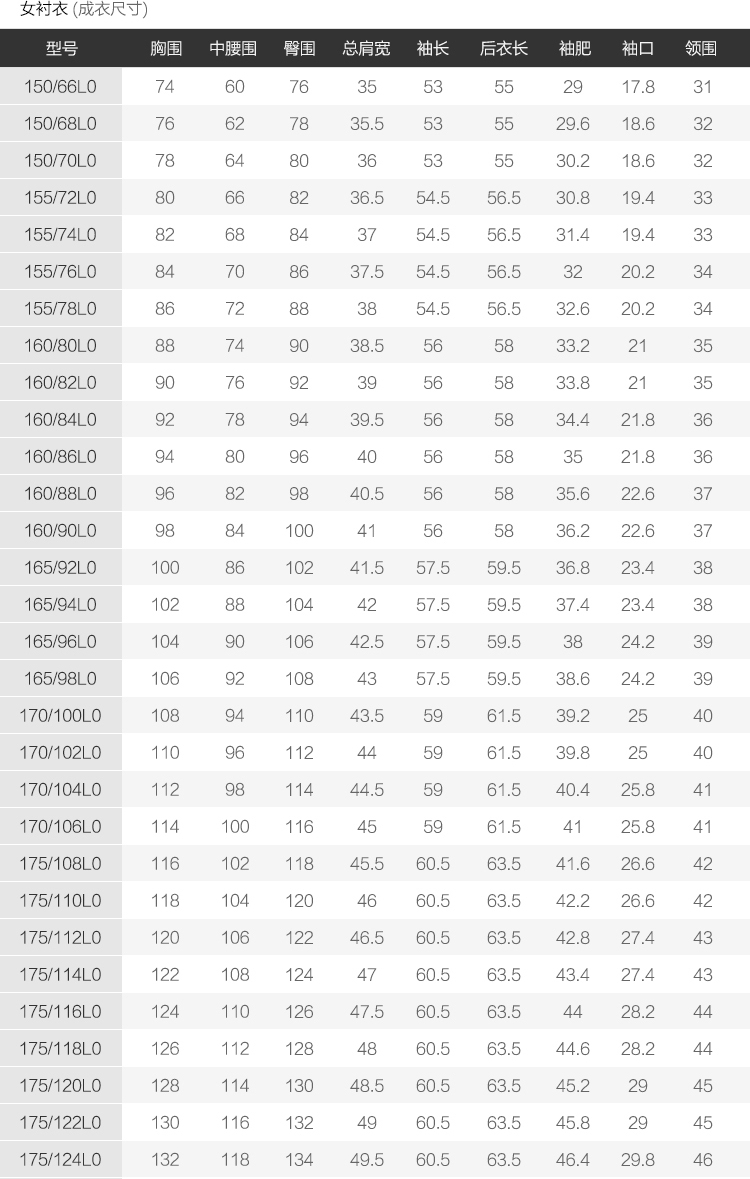 女衬衣 (成衣尺寸)
型号 胸围 中腰围 臀围 总肩宽 袖长 后衣长 袖肥 袖口 领围
150/66L0 74 60 76 35 53 55 29 17.8 31
150/68L0 76 62 78 35.5 53 55 29.6 18.6 32
150/70L0 78 64 80 36 53 55 30.2 18.6 32
155/72L0 80 66 82 36.5 54.5 56.5 30.8 19.4 33
155/74L0 82 68 84 37 54.5 56.5 31.4 19.4 33
155/76L0 84 70 86 37.5 54.5 56.5 32 20.2 34
155/78L0 86 72 88 38 54.5 56.5 32.6 20.2 34
160/80L0 88 74 90 38.5 56 58 33.2 21 35
160/82L0 90 76 92 39 56 58 33.8 21 35
160/84L0 92 78 94 39.5 56 58 34.4 21.8 36
160/86L0 94 80 96 40 56 58 35 21.8 36
160/88L0 96 82 98 40.5 56 58 35.6 22.6 37
160/90L0 98 84 100 41 56 58 36.2 22.6 37
165/92L0 100 86 102 41.5 57.5 59.5 36.8 23.4 38
165/94L0 102 88 104 42 57.5 59.5 37.4 23.4 38
165/96L0 104 90 106 42.5 57.5 59.5 38 24.2 39
165/98L0 106 92 108 43 57.5 59.5 38.6 24.2 39
170/100L0 108 94 110 43.5 59 61.5 39.2 25 40
170/102L0 110 96 112 44 59 61.5 39.8 25 40
170/104L0 112 98 114 44.5 59 61.5 40.4 25.8 41
170/106L0 114 100 116 45 59 61.5 41 25.8 41
175/108L0 116 102 118 45.5 60.5 63.5 41.6 26.6 42
175/110L0 118 104 120 46 60.5 63.5 42.2 26.6 42
175/112L0 120 106 122 46.5 60.5 63.5 42.8 27.4 43
175/114L0 122 108 124 47 60.5 63.5 43.4 27.4 43
175/116L0 124 110 126 47.5 60.5 63.5 44 28.2 44
175/118L0 126 112 128 48 60.5 63.5 44.6 28.2 44
175/120L0 128 114 130 48.5 60.5 63.5 45.2 29 45
175/122L0 130 116 132 49 60.5 63.5 45.8 29 45
175/124L0 132 118 134 49.5 60.5 63.5 46.4 29.8 46